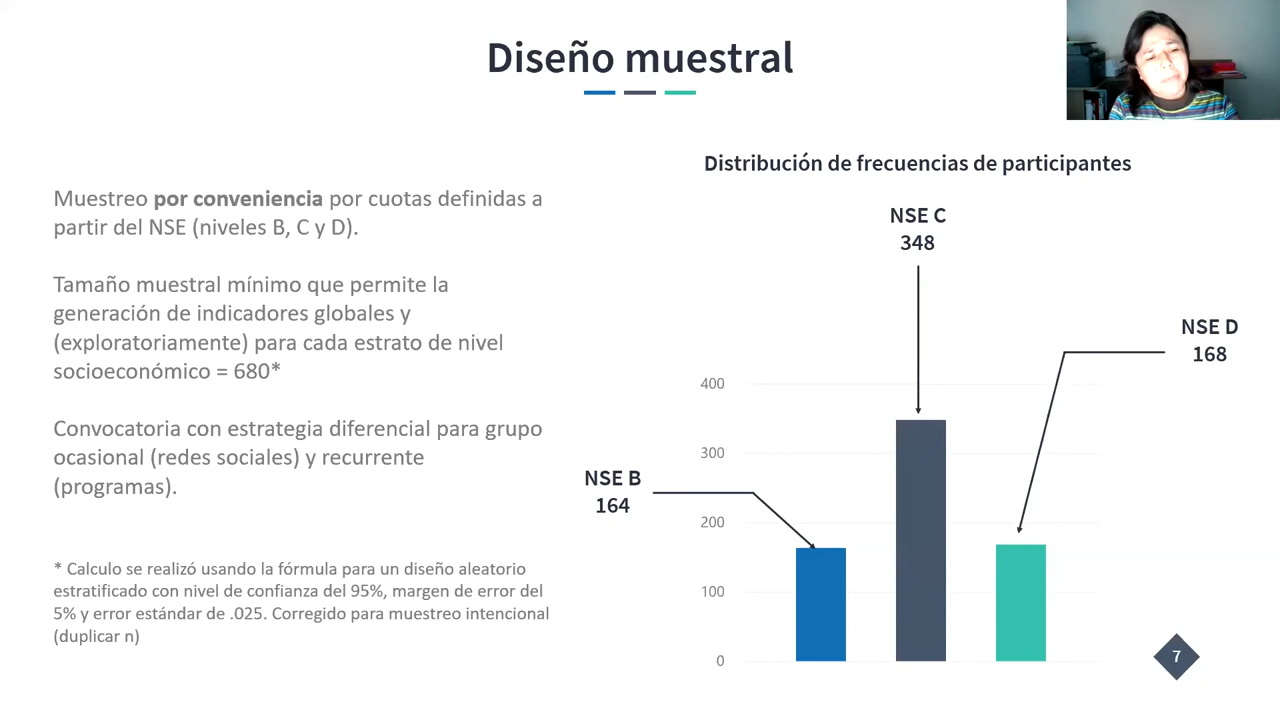 Diseño muestral
Muestreo por conveniencia por cuotas definidas a
partir del NSE (niveles B, C y D).
Tamaño muestral mínimo que permite la
generación de indicadores globales y
(exploratoriamente) para cada estrato de nivel
socioeconómico = 680*
Convocatoria con estrategia diferencial para grupo
ocasional (redes sociales) y recurrente
(programas).
* Calculo se realizó usando la fórmula para un diseño aleatorio
estratificado con nivel de confianza del 95%, margen de error del
5% y error estándar de .025. Corregido para muestreo intencional
(duplicar n)
Distribución de frecuencias de participantes
NSE C
348
NSE D
168
NSE B
164
400
300
200
100
0
7